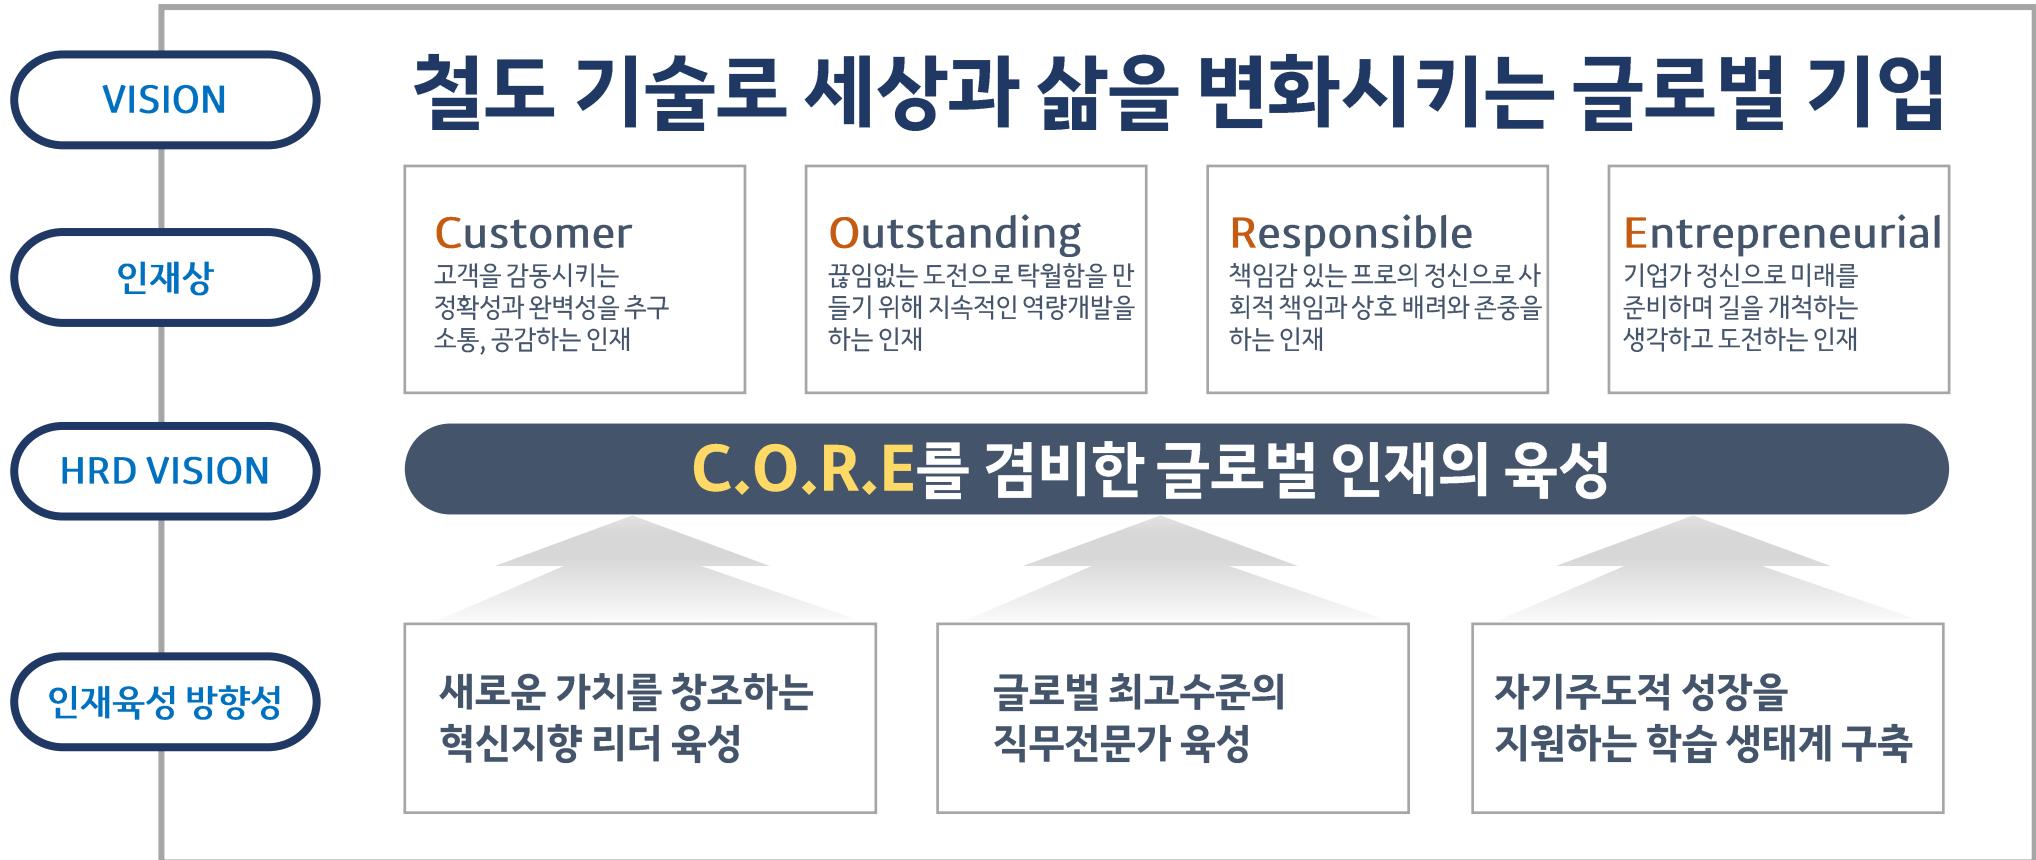 VISION
철도 기술로 세상과 삶을 변화시키는 글로벌 기업
인재상
Customer
고객을 감동시키는
정확성과 완벽성을 추구
소통, 공감하는 인재
Outstanding
끊임없는 도전으로 탁월함을 만
들기 위해 지속적인 역량개발을
하는 인재
Responsible
책임감 있는 프로의 정신으로 사
회적 책임과 상호 배려와 존중을
하는 인재
Entrepreneurial
기업가 정신으로 미래를
준비하며 길을 개척하는
생각하고 도전하는 인재
HRD VISION
C.O.R.E를 겸비한 글로벌 인재의 육성
인재육성 방향성
새로운 가치를 창조하는
혁신지향 리더 육성
글로벌 최고수준의
직무전문가 육성
자기주도적 성장을
지원하는 학습 생태계 구축